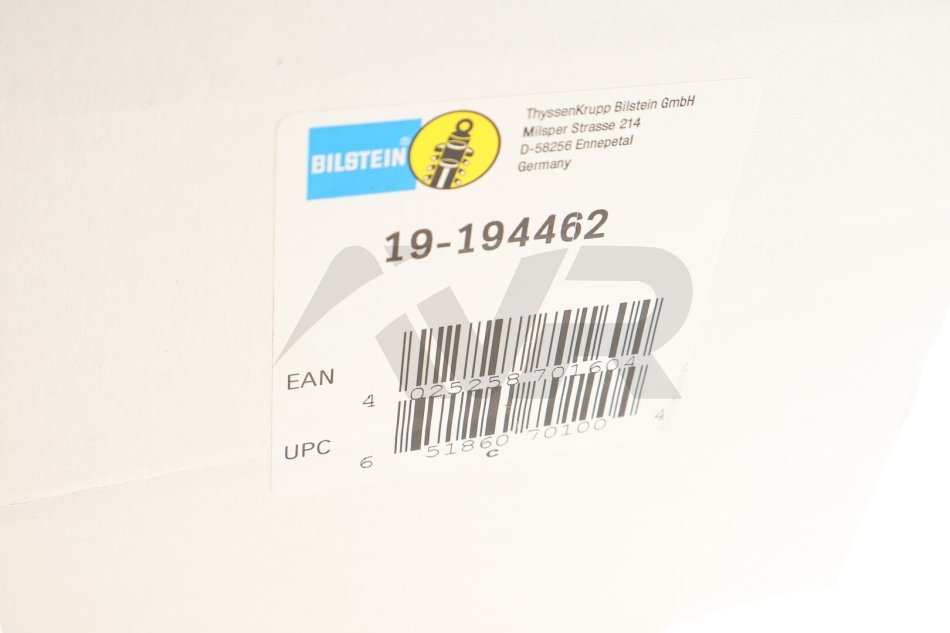 BILSTEIN®
ThyssenKrupp Bilstein GmbH
Milsper Strasse 214
D-58256 Ennepetal
Germany
19-194462
VR
EAN
4 025258 701604
UPC
6 51860 70100 4
C